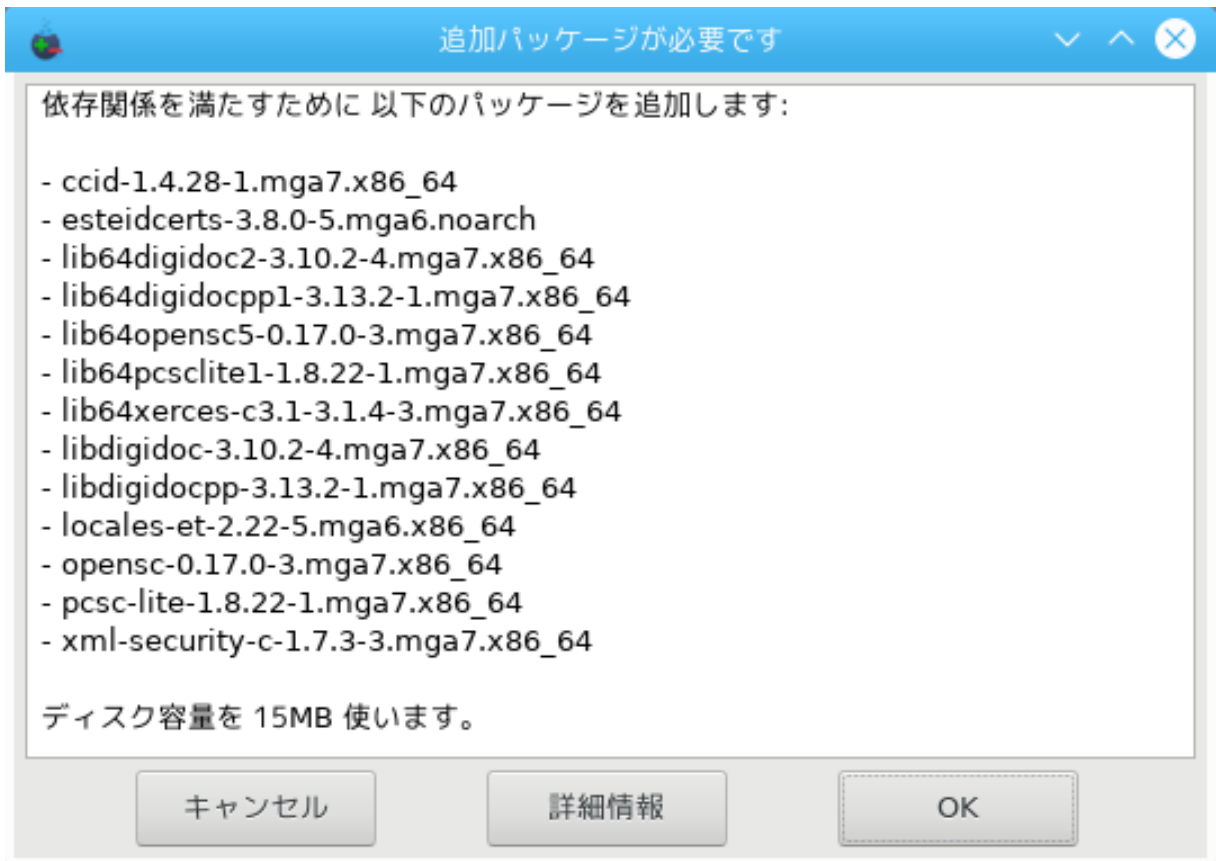 追加パッケージが必要です
依存関係を満たすために 以下のパッケージを追加します:
- ccid-1.4.28-1.mga7.x86_64
- esteidcerts-3.8.0-5.mga6.noarch
- lib64digidoc2-3.10.2-4.mga7.x86_64
- lib64digidocpp1-3.13.2-1.mga7.x86_64
- lib64opensc5-0.17.0-3.mga7.x86_64
- lib64pcsclite1-1.8.22-1.mga7.x86_64
- lib64xerces-c3.1-3.1.4-3.mga7.x86_64
- libdigidoc-3.10.2-4.mga7.x86_64
- libdigidocpp-3.13.2-1.mga7.x86_64
- locales-et-2.22-5.mga6.x86_64
- opensc-0.17.0-3.mga7.x86_64
- pcsc-lite-1.8.22-1.mga7.x86_64
- xml-security-c-1.7.3-3.mga7.x86_64
ディスク容量を 15MB 使います。
キャンセル 詳細情報 OK